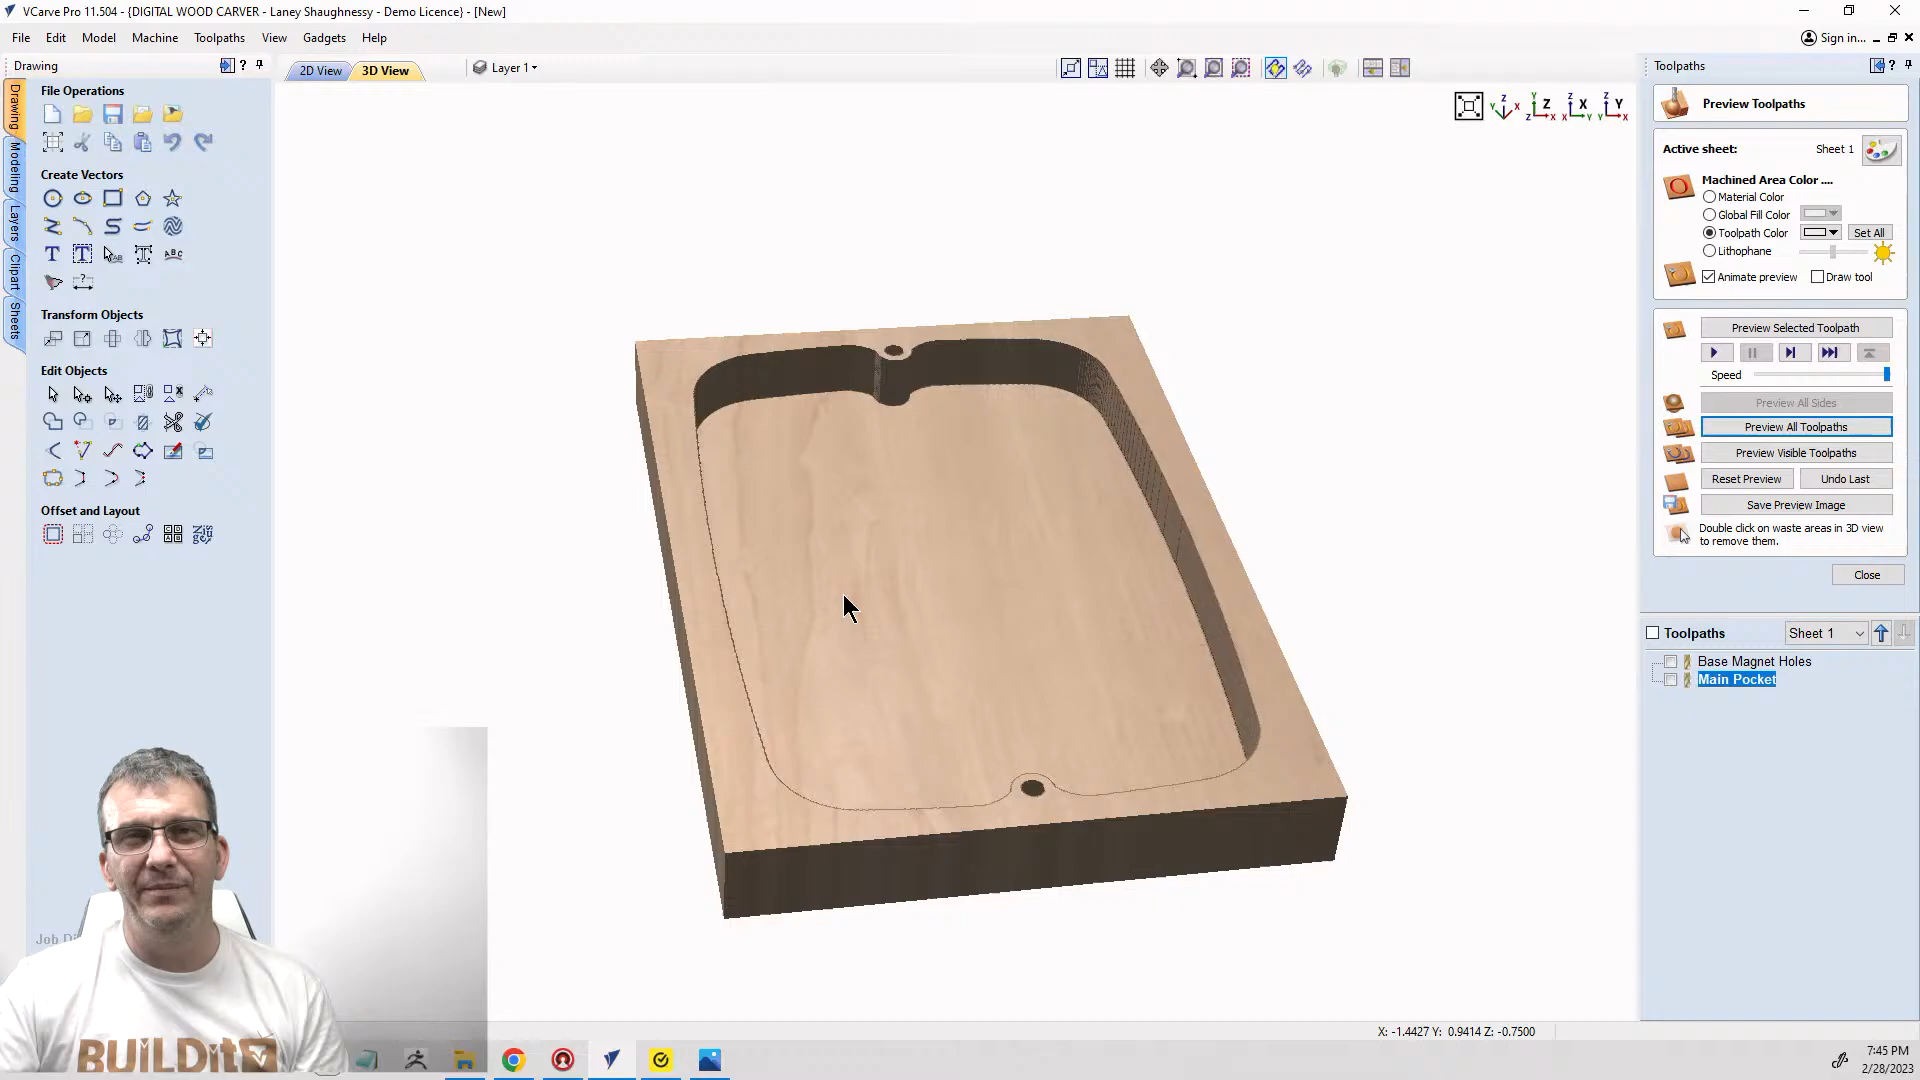 VCarve Pro 11.504 - {DIGITAL WOOD CARVER - Laney Shaughnessy - Demo Licence} - [New]
File Edit Model Machine Toolpaths View Gadgets Help
Sign in...
Drawing
2D View
3D View
Layer 1
Toolpaths
Drawing
Modeling
Layers
Clipart
Sheets
File Operations
Create Vectors
Transform Objects
Edit Objects
Offset and Layout
Preview Toolpaths
Active sheet: Sheet 1
Machined Area Color ....
Material Color
Global Fill Color
Toolpath Color
Set All
Lithophane
Animate preview
Draw tool
Preview Selected Toolpath
Speed
Preview All Sides
Preview All Toolpaths
Preview Visible Toolpaths
Reset Preview
Undo Last
Save Preview Image
Double click on waste areas in 3D view
to remove them.
Close
Toolpaths
Sheet 1
Base Magnet Holes
Main Pocket
X: -1.4427 Y: 0.9414 Z: -0.7500
BUILDit
7:45 PM
2/28/2023